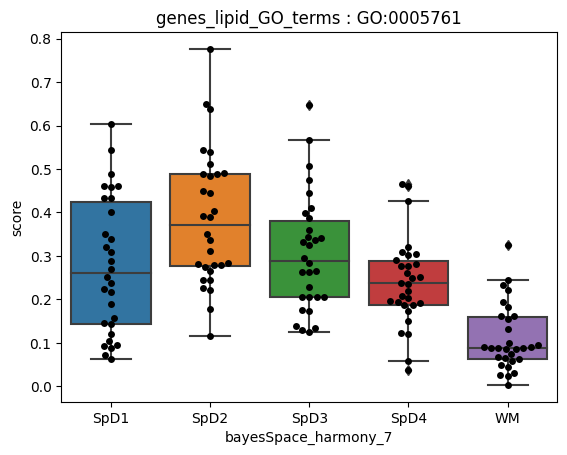 genes_lipid_GO_terms : GO:0005761
0.8
0.7
0.6
0.5
0.4
0.3
0.2
0.1
0.0
score
SpD1 SpD2 SpD3 SpD4 WM
bayesSpace_harmony_7